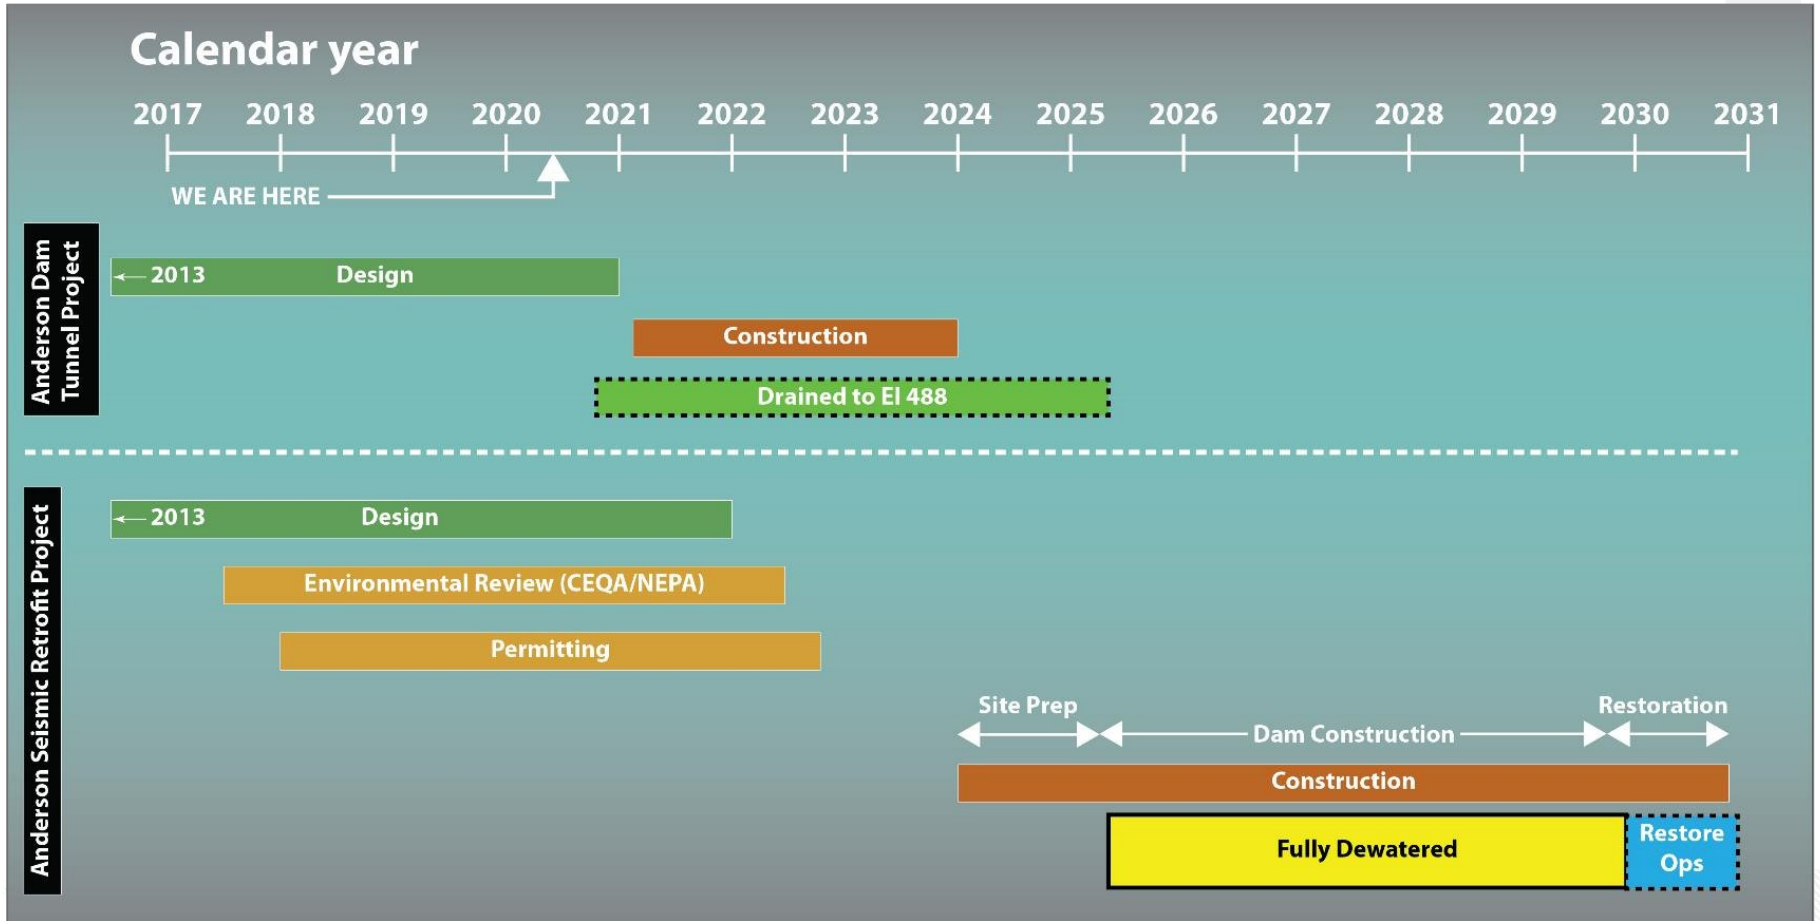 Calendar year
2017 2018 2019 2020 2021 2022 2023 2024 2025 2026 2027 2028 2029 2030 2031
WE ARE HERE
Anderson Dam
Tunnel Project
2013 Design
Construction
Drained to El 488
Anderson Seismic Retrofit Project
2013 Design
Environmental Review (CEQA/NEPA)
Permitting
Site Prep Dam Construction Restoration
Construction
Fully Dewatered
Restore
Ops